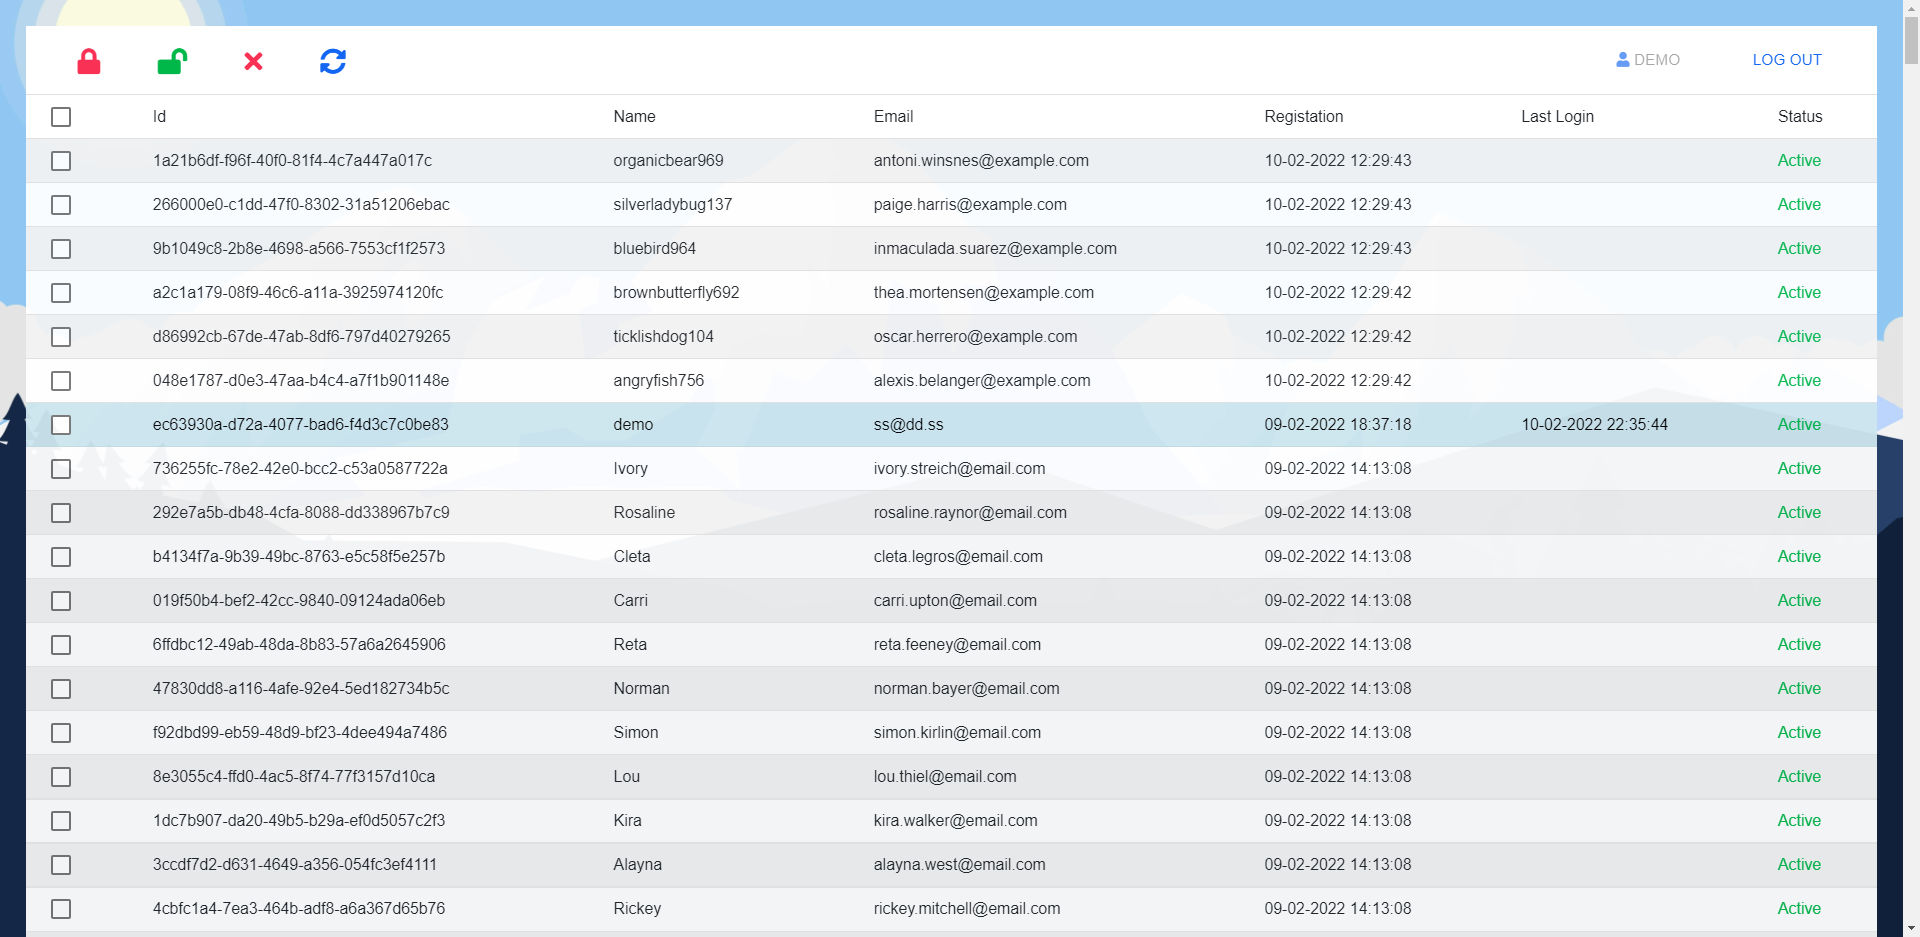 DEMO LOG OUT
Id Name Email Registation Last Login Status
1a21b6df-f96f-40f0-81f4-4c7a447a017c organicbear969 antoni.winsnes@example.com 10-02-2022 12:29:43 Active
266000e0-c1dd-47f0-8302-31a51206ebac silverladybug137 paige.harris@example.com 10-02-2022 12:29:43 Active
9b1049c8-2b8e-4698-a566-7553cf1f2573 bluebird964 inmaculada.suarez@example.com 10-02-2022 12:29:43 Active
a2c1a179-08f9-46c6-a11a-3925974120fc brownbutterfly692 thea.mortensen@example.com 10-02-2022 12:29:42 Active
d86992cb-67de-47ab-8df6-797d40279265 ticklishdog104 oscar.herrero@example.com 10-02-2022 12:29:42 Active
048e1787-d0e3-47aa-b4c4-a7f1b901148e angryfish756 alexis.belanger@example.com 10-02-2022 12:29:42 Active
ec63930a-d72a-4077-bad6-f4d3c7c0be83 demo ss@dd.ss 09-02-2022 18:37:18 10-02-2022 22:35:44 Active
736255fc-78e2-42e0-bcc2-c53a0587722a Ivory ivory.streich@email.com 09-02-2022 14:13:08 Active
292e7a5b-db48-4cfa-8088-dd338967b7c9 Rosaline rosaline.raynor@email.com 09-02-2022 14:13:08 Active
b4134f7a-9b39-49bc-8763-e5c58f5e257b Cleta cleta.legros@email.com 09-02-2022 14:13:08 Active
019f50b4-bef2-42cc-9840-09124ada06eb Carri carri.upton@email.com 09-02-2022 14:13:08 Active
6ffdbc12-49ab-48da-8b83-57a6a2645906 Reta reta.feeney@email.com 09-02-2022 14:13:08 Active
47830dd8-a116-4afe-92e4-5ed182734b5c Norman norman.bayer@email.com 09-02-2022 14:13:08 Active
f92dbd99-eb59-48d9-bf23-4dee494a7486 Simon simon.kirlin@email.com 09-02-2022 14:13:08 Active
8e3055c4-ffd0-4ac5-8f74-77f3157d10ca Lou lou.thiel@email.com 09-02-2022 14:13:08 Active
1dc7b907-da20-49b5-b29a-ef0d5057c2f3 Kira kira.walker@email.com 09-02-2022 14:13:08 Active
3ccdf7d2-d631-4649-a356-054fc3ef4111 Alayna alayna.west@email.com 09-02-2022 14:13:08 Active
4cbfc1a4-7ea3-464b-adf8-a6a367d65b76 Rickey rickey.mitchell@email.com 09-02-2022 14:13:08 Active